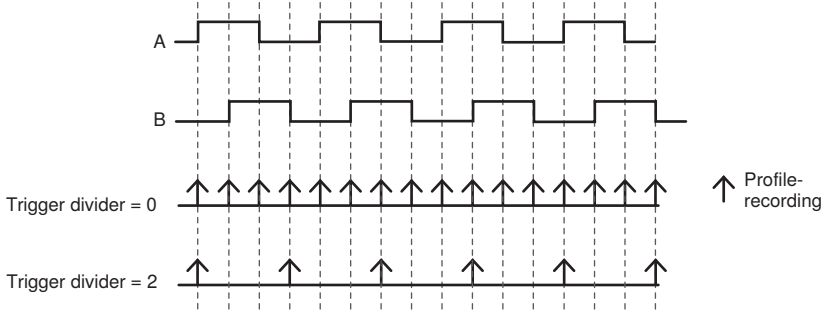 A
B
Trigger divider = 0
Profile-
recording
Trigger divider = 2